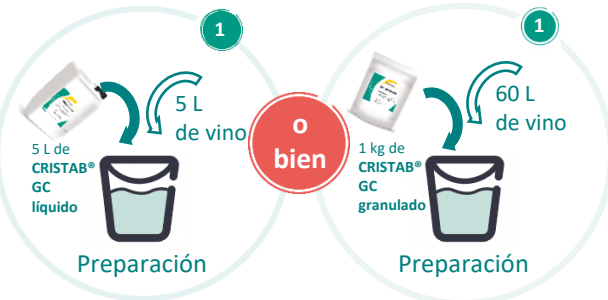 1
5 L
de vino
5 L de
CRISTAB®
GC
líquido
Preparación
o
bien
1
60 L
de vino
1 kg de
CRISTAB®
GC
granulado
Preparación